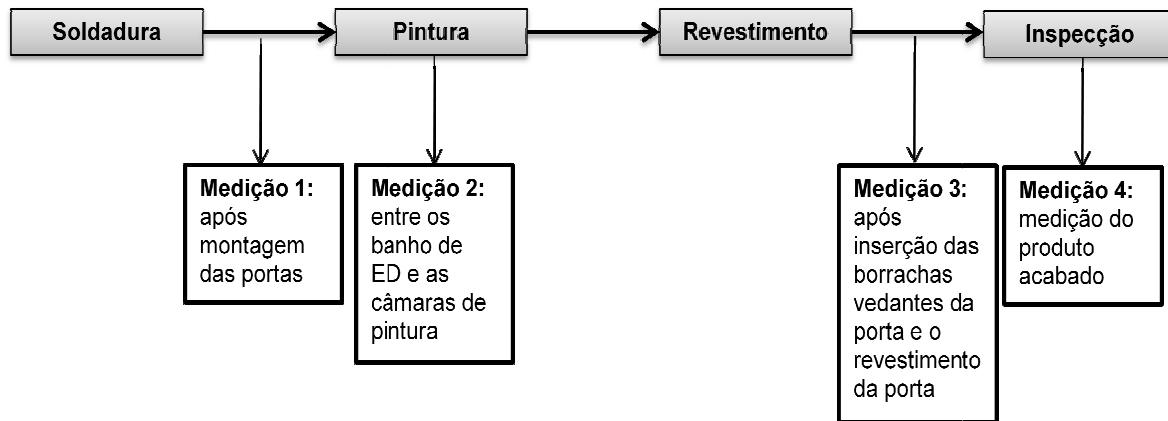 Soldadura
Pintura
Revestimento
Inspecção
Medição 1:
após
montagem
das portas
Medição 2:
entre os
banho de
ED e as
câmaras de
pintura
Medição 3:
após
inserção das
borrachas
vedantes da
porta e o
revestimento
da porta
Medição 4:
medição do
produto
acabado